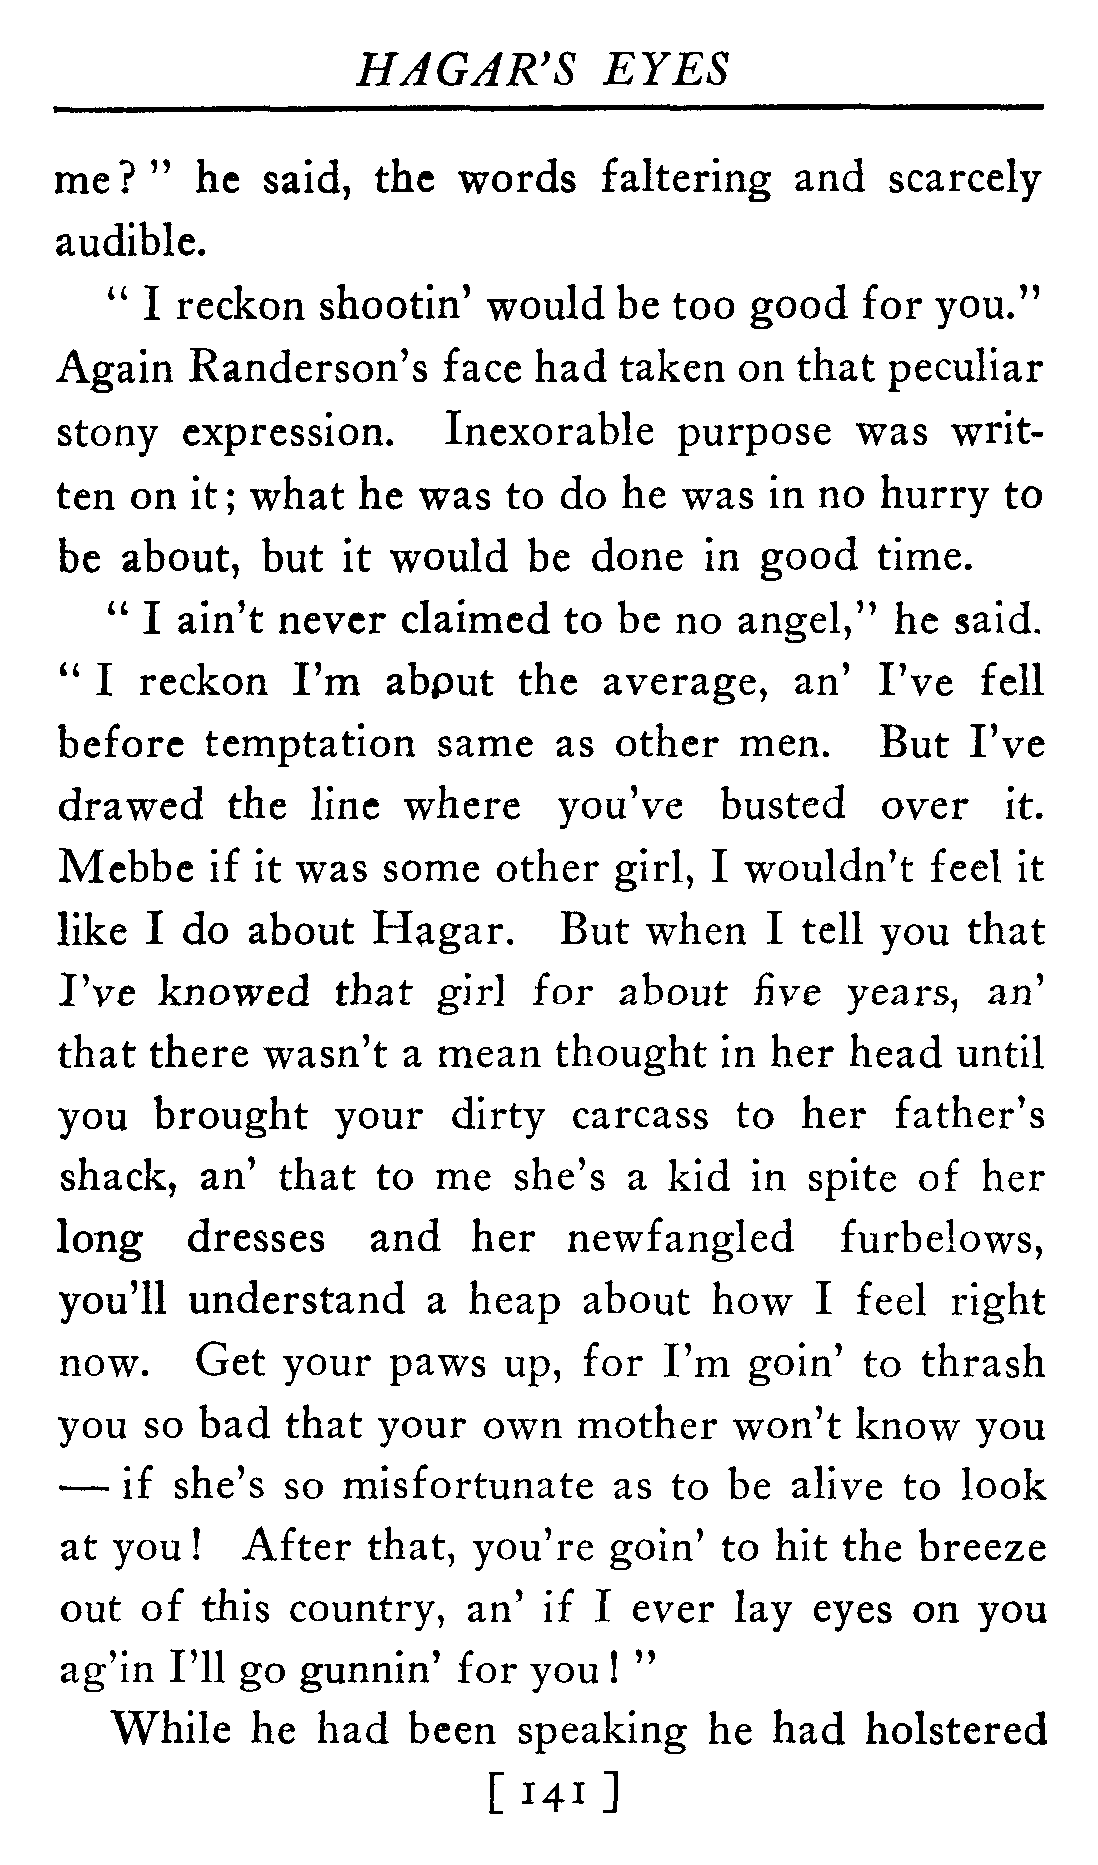 HAGAR'S EYES
me?" he said, the words faltering and scarcely
audible.
"I reckon shootin' would be too good for you."
Again Randerson's face had taken on that peculiar
stony expression. Inexorable purpose was writ-
ten on it; what he was to do he was in no hurry to
be about, but it would be done in good time.
"I ain't never claimed to be no angel," he said.
"I reckon I'm about the average, an' I've fell
before temptation same as other men. But I've
drawed the line where you've busted over it.
Mebbe if it was some other girl, I wouldn't feel it
like I do about Hagar. But when I tell you that
I've knowed that girl for about five years, an'
that there wasn't a mean thought in her head until
you brought your dirty carcass to her father's
shack, an' that to me she's a kid in spite of her
long dresses and her newfangled furbelows,
you'll understand a heap about how I feel right
now. Get your paws up, for I'm goin' to thrash
you so bad that your own mother won't know you
— if she's so misfortunate as to be alive to look
at you! After that, you're goin' to hit the breeze
out of this country, an' if I ever lay eyes on you
ag'in I'll go gunnin' for you!"
While he had been speaking he had holstered
[ 141 ]